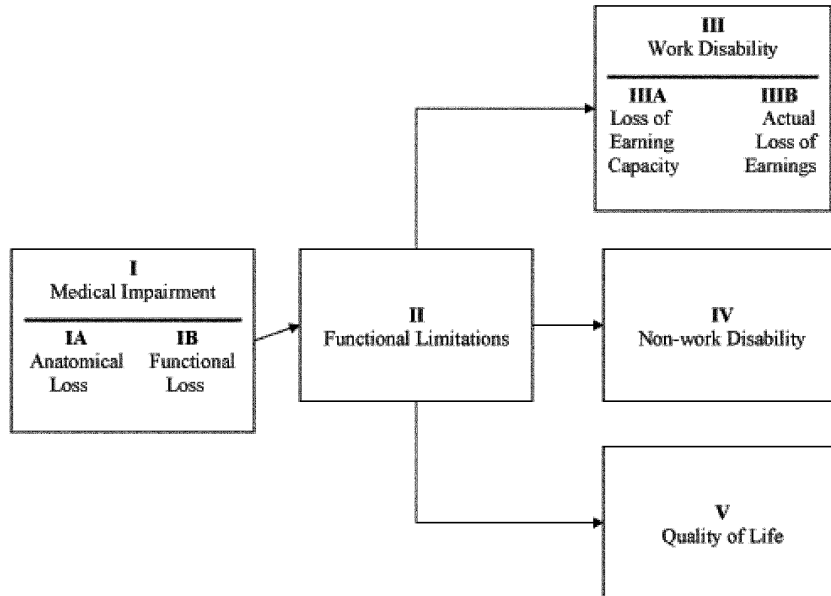 III
Work Disability
IIIA
Loss of
Earning
Capacity
IIIB
Actual
Loss of
Earnings
I
Medical Impairment
IA
Anatomical
Loss
IB
Functional
Loss
II
Functional Limitations
IV
Non-work Disability
V
Quality of Life